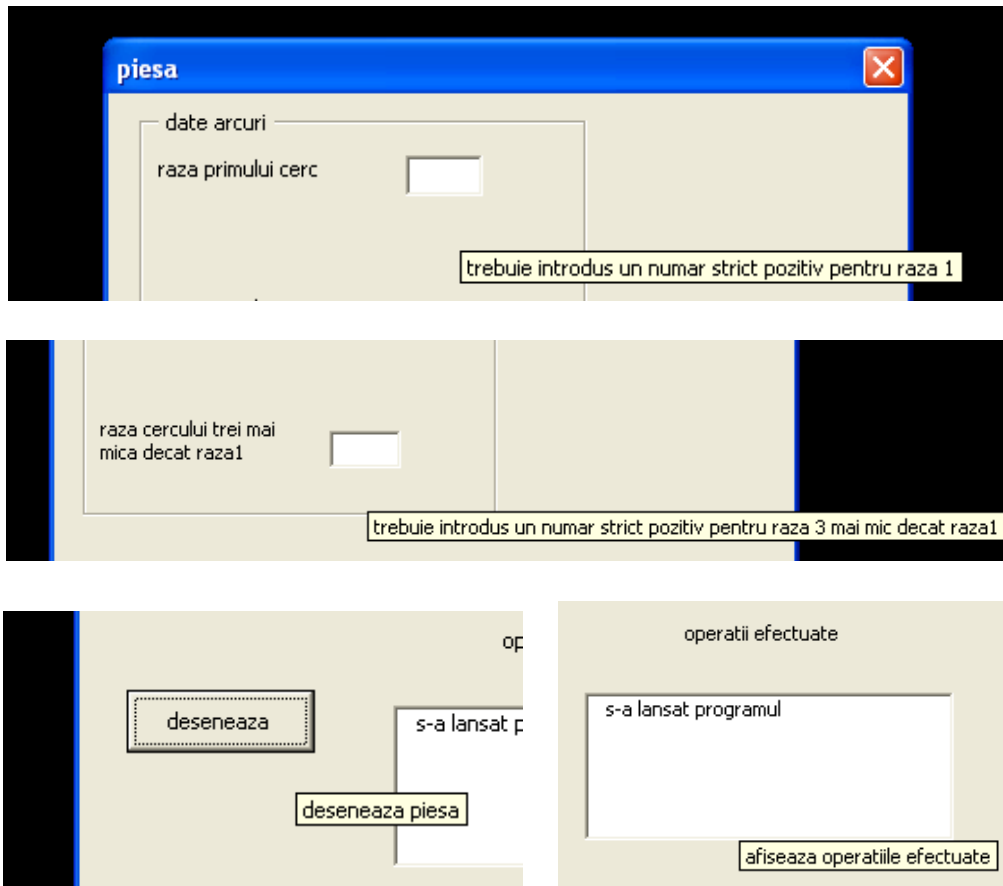 piesa
date arcuri
raza primului cerc
trebuie introdus un numar strict pozitiv pentru raza 1
raza cercului trei mai
mica decat raza1
trebuie introdus un numar strict pozitiv pentru raza 3 mai mic decat raza1
deseneaza
s-a lansat
deseneaza piesa
operatii efectuate
s-a lansat programul
afiseaza operatiile efectuate